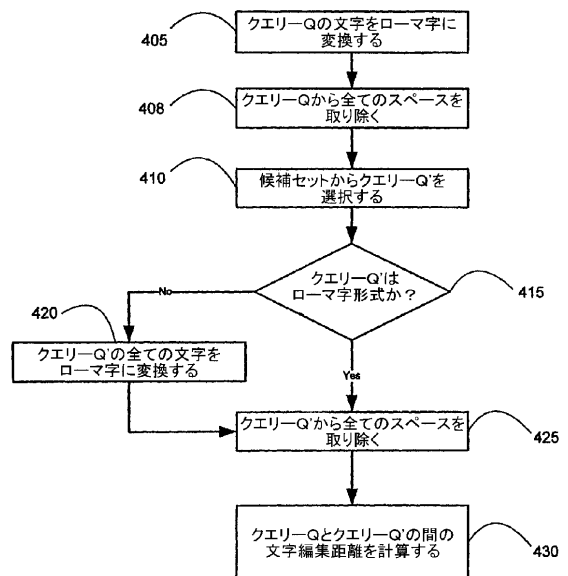 クエリーQの文字をローマ字に
変換する
405
クエリーQから全てのスペースを
取り除く
408
候補セットからクエリーQ'を
選択する
410
クエリーQ'は
ローマ字形式か？
415
No
420
クエリーQ'の全ての文字を
ローマ字に変換する
Yes
クエリーQ'から全てのスペースを
取り除く
425
クエリーQとクエリーQ'の間の
文字編集距離を計算する
430